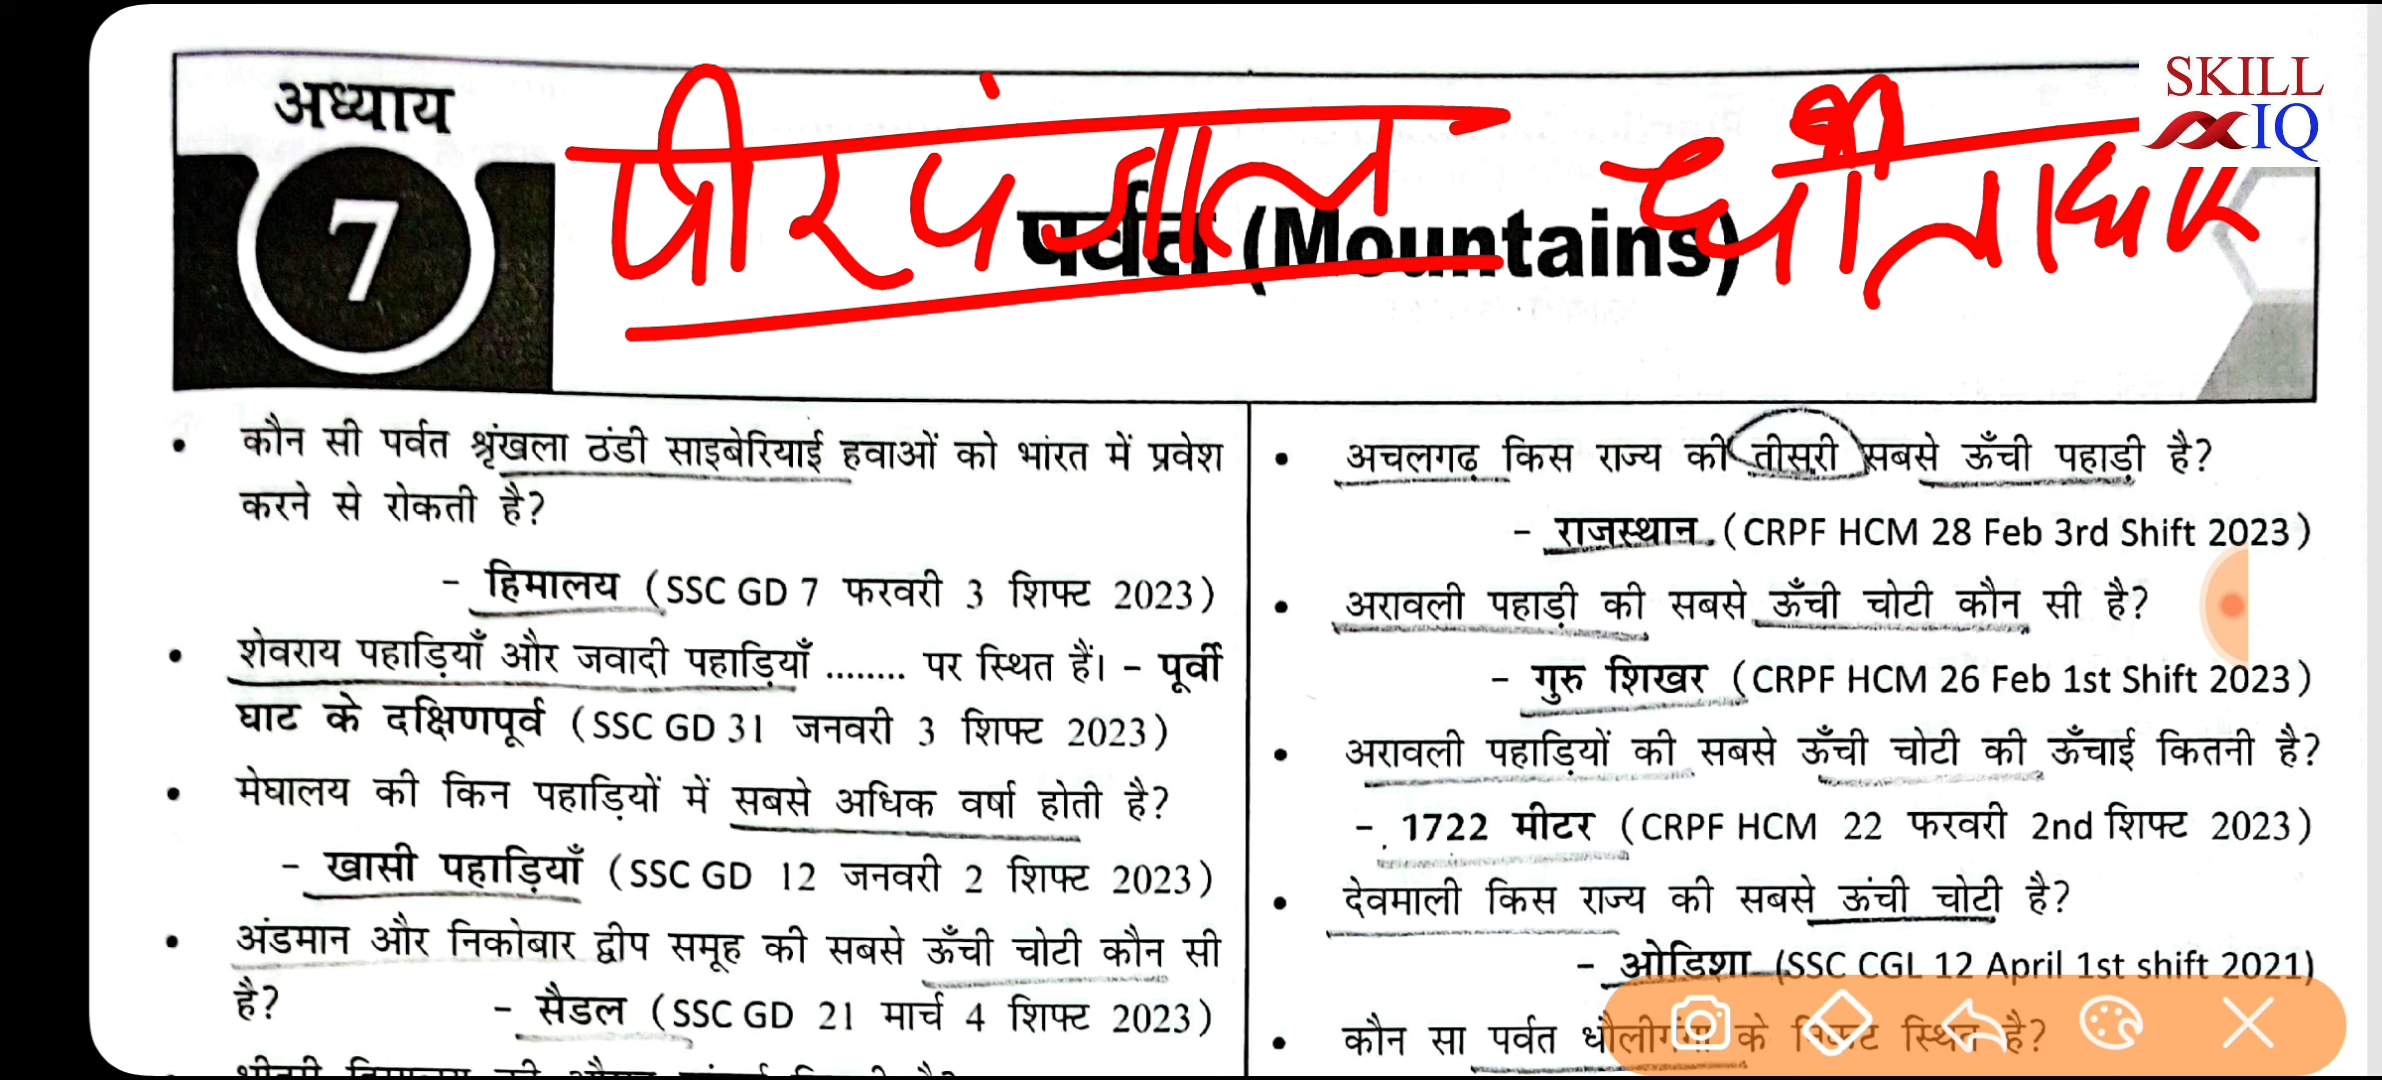 अध्याय
7
पीरपंजाल
पर्वत (Mountains)
SKILL
IQ
कौन सी पर्वत श्रृंखला ठंडी साइबेरियाई हवाओं को भांरत में प्रवेश
करने से रोकती है?
– हिमालय (SSC GD 7 फरवरी 3 शिफ्ट 2023)
शेवराय पहाड़ियाँ और जवादी पहाड़ियाँ ........ पर स्थित हैं। – पूर्वी
घाट के दक्षिणपूर्व (SSC GD 31 जनवरी 3 शिफ्ट 2023)
मेघालय की किन पहाड़ियों में सबसे अधिक वर्षा होती है?
– खासी पहाड़ियाँ (SSC GD 12 जनवरी 2 शिफ्ट 2023)
अंडमान और निकोबार द्वीप समूह की सबसे ऊँची चोटी कौन सी
है? – सैडल (SSC GD 21 मार्च 4 शिफ्ट 2023)
अचलगढ़ किस राज्य की तीसरी सबसे ऊँची पहाड़ी है?
– राजस्थान (CRPF HCM 28 Feb 3rd Shift 2023)
अरावली पहाड़ी की सबसे ऊँची चोटी कौन सी है?
– गुरु शिखर (CRPF HCM 26 Feb 1st Shift 2023)
अरावली पहाड़ियों की सबसे ऊँची चोटी की ऊँचाई कितनी है?
– 1722 मीटर (CRPF HCM 22 फरवरी 2nd शिफ्ट 2023)
देवमाली किस राज्य की सबसे ऊंची चोटी है?
– ओडिशा (SSC CGL 12 April 1st shift 2021)
कौन सा पर्वत धौलीगंगा के निकट स्थित है?